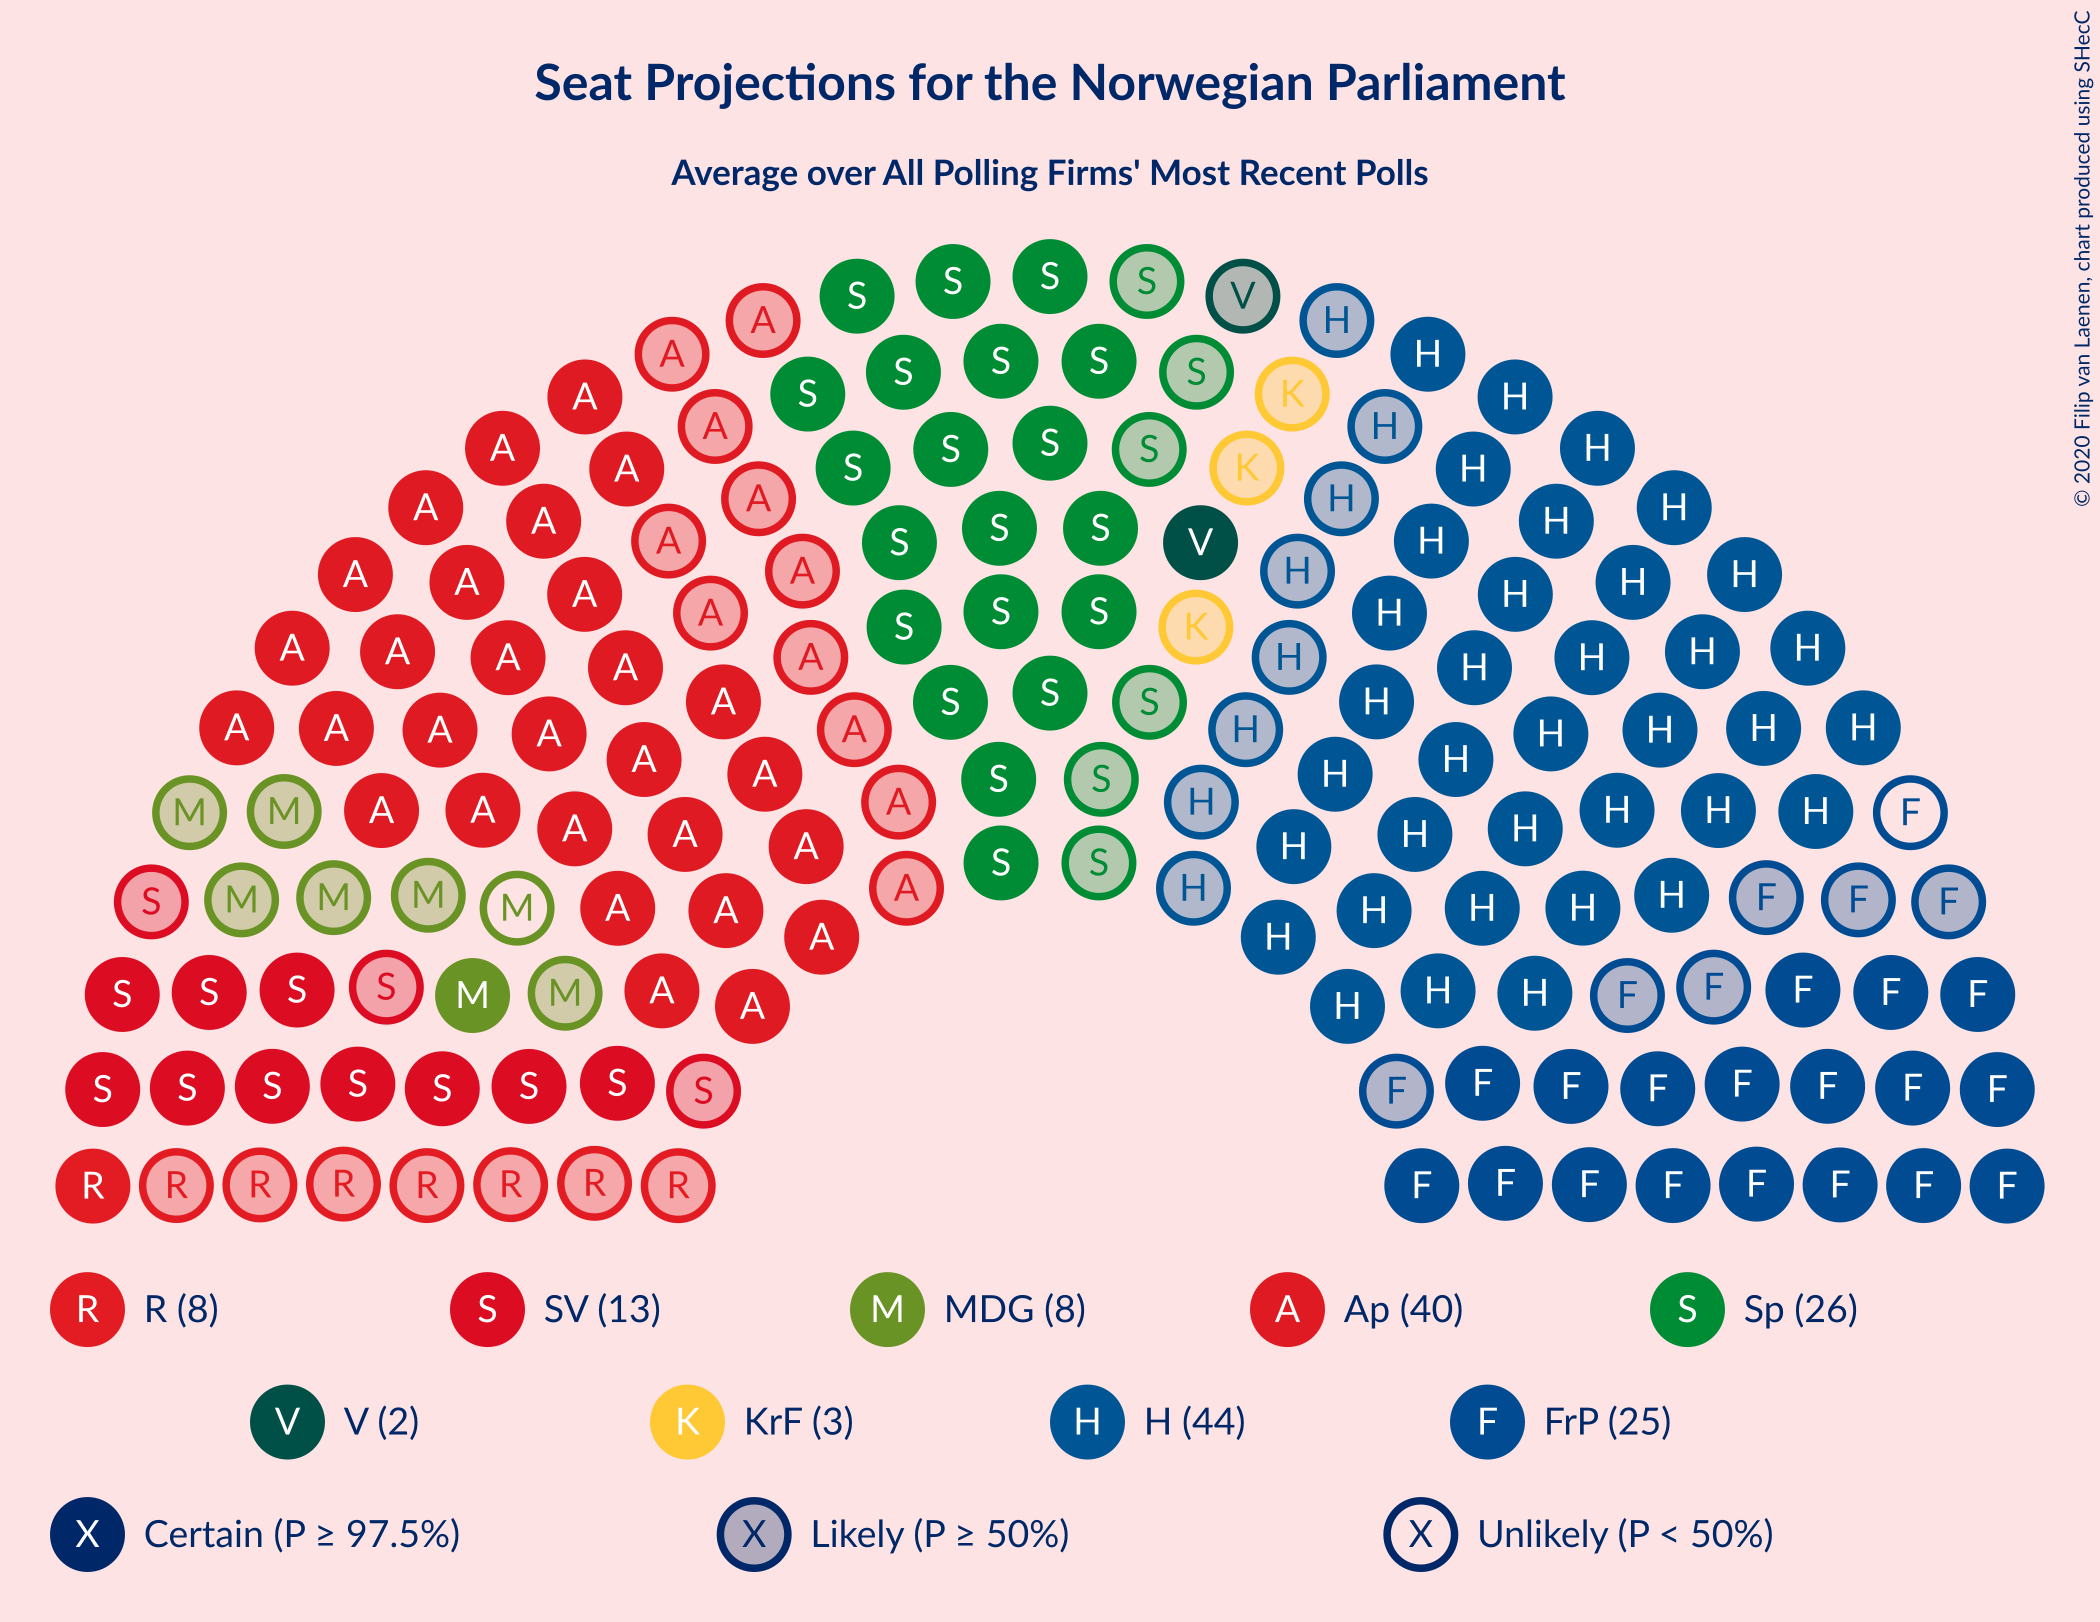 © 2020 Filip van Laenen, chart produced using SHecC
Seat Projections for the Norwegian Parliament
Average over All Polling Firms' Most Recent Polls
A S S S S V H
A A S S S S S K H H
A A A S S S S K H H H
A A A A S S S V H H H H
A A A A A S S S K H H H H H
A A A A A A S S S H H H H H H
A A A A A A A S S H H H H H H H
M M A A A A A A S S H H H H H H H F
S M M M M A A A A H H H H H H F F F
S S S S M M A A H H H F F F F F
S S S S S S S S F F F F F F F F
R R R R R R R R F F F F F F F F
R R (8) S SV (13) M MDG (8) A Ap (40) S Sp (26)
V V (2) K KrF (3) H H (44) F FrP (25)
X Certain (P ≥ 97.5%) X Likely (P ≥ 50%) X Unlikely (P < 50%)